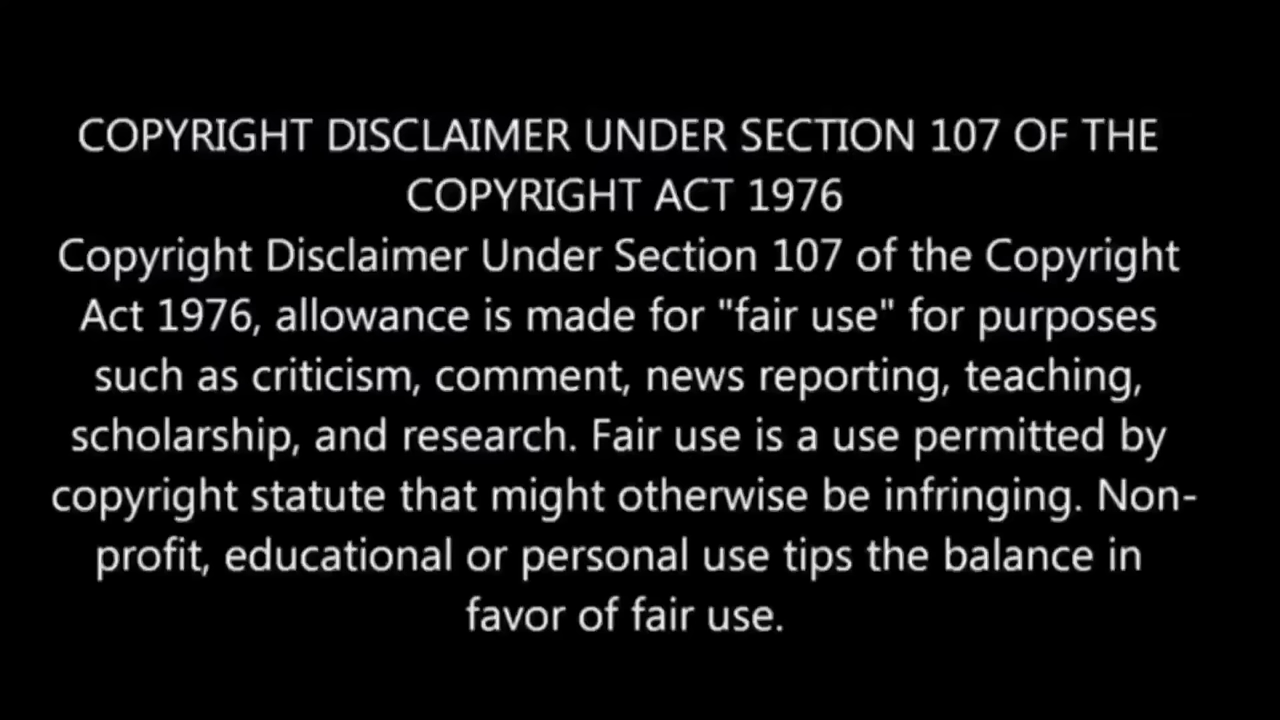 COPYRIGHT DISCLAIMER UNDER SECTION 107 OF THE
COPYRIGHT ACT 1976
Copyright Disclaimer Under Section 107 of the Copyright
Act 1976, allowance is made for "fair use" for purposes
such as criticism, comment, news reporting, teaching,
scholarship, and research. Fair use is a use permitted by
copyright statute that might otherwise be infringing. Non-
profit, educational or personal use tips the balance in
favor of fair use.